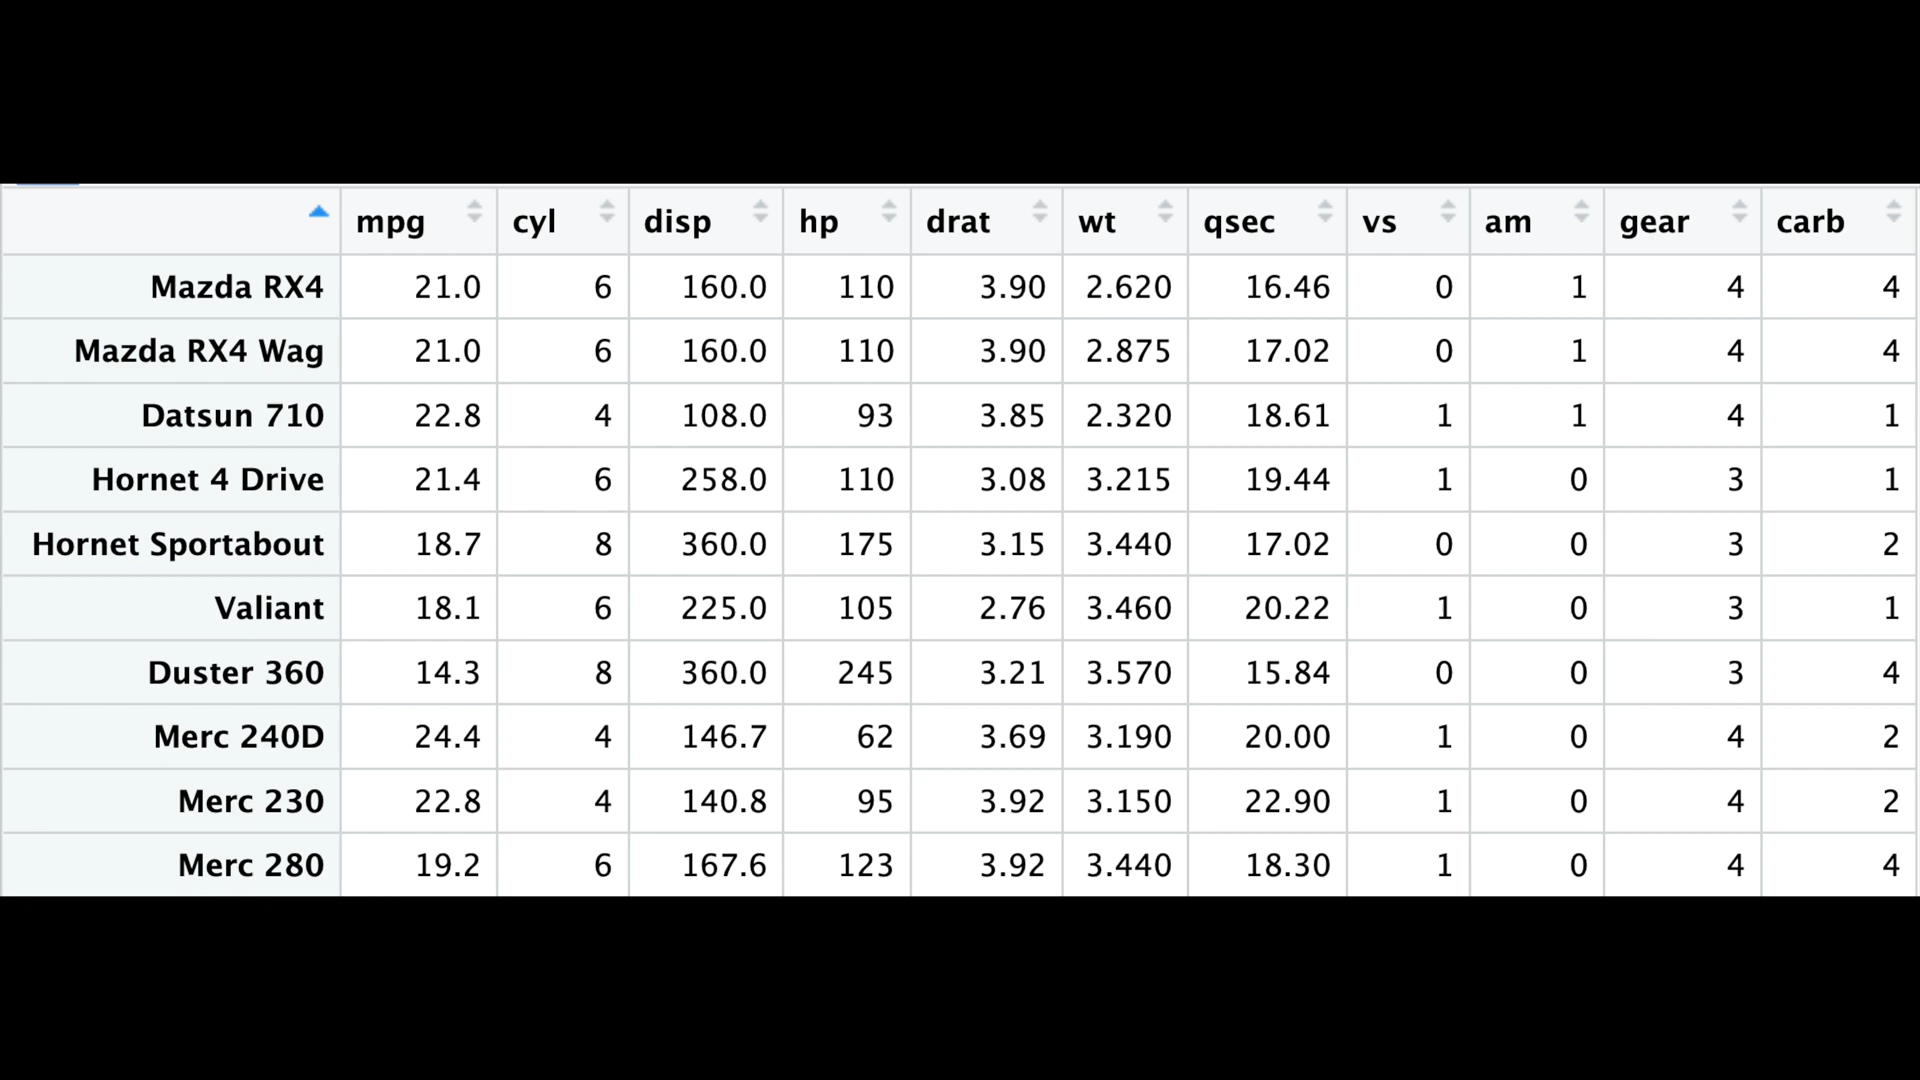 mpg cyl disp hp drat wt qsec vs am gear carb
Mazda RX4 21.0 6 160.0 110 3.90 2.620 16.46 0 1 4 4
Mazda RX4 Wag 21.0 6 160.0 110 3.90 2.875 17.02 0 1 4 4
Datsun 710 22.8 4 108.0 93 3.85 2.320 18.61 1 1 4 1
Hornet 4 Drive 21.4 6 258.0 110 3.08 3.215 19.44 1 0 3 1
Hornet Sportabout 18.7 8 360.0 175 3.15 3.440 17.02 0 0 3 2
Valiant 18.1 6 225.0 105 2.76 3.460 20.22 1 0 3 1
Duster 360 14.3 8 360.0 245 3.21 3.570 15.84 0 0 3 4
Merc 240D 24.4 4 146.7 62 3.69 3.190 20.00 1 0 4 2
Merc 230 22.8 4 140.8 95 3.92 3.150 22.90 1 0 4 2
Merc 280 19.2 6 167.6 123 3.92 3.440 18.30 1 0 4 4